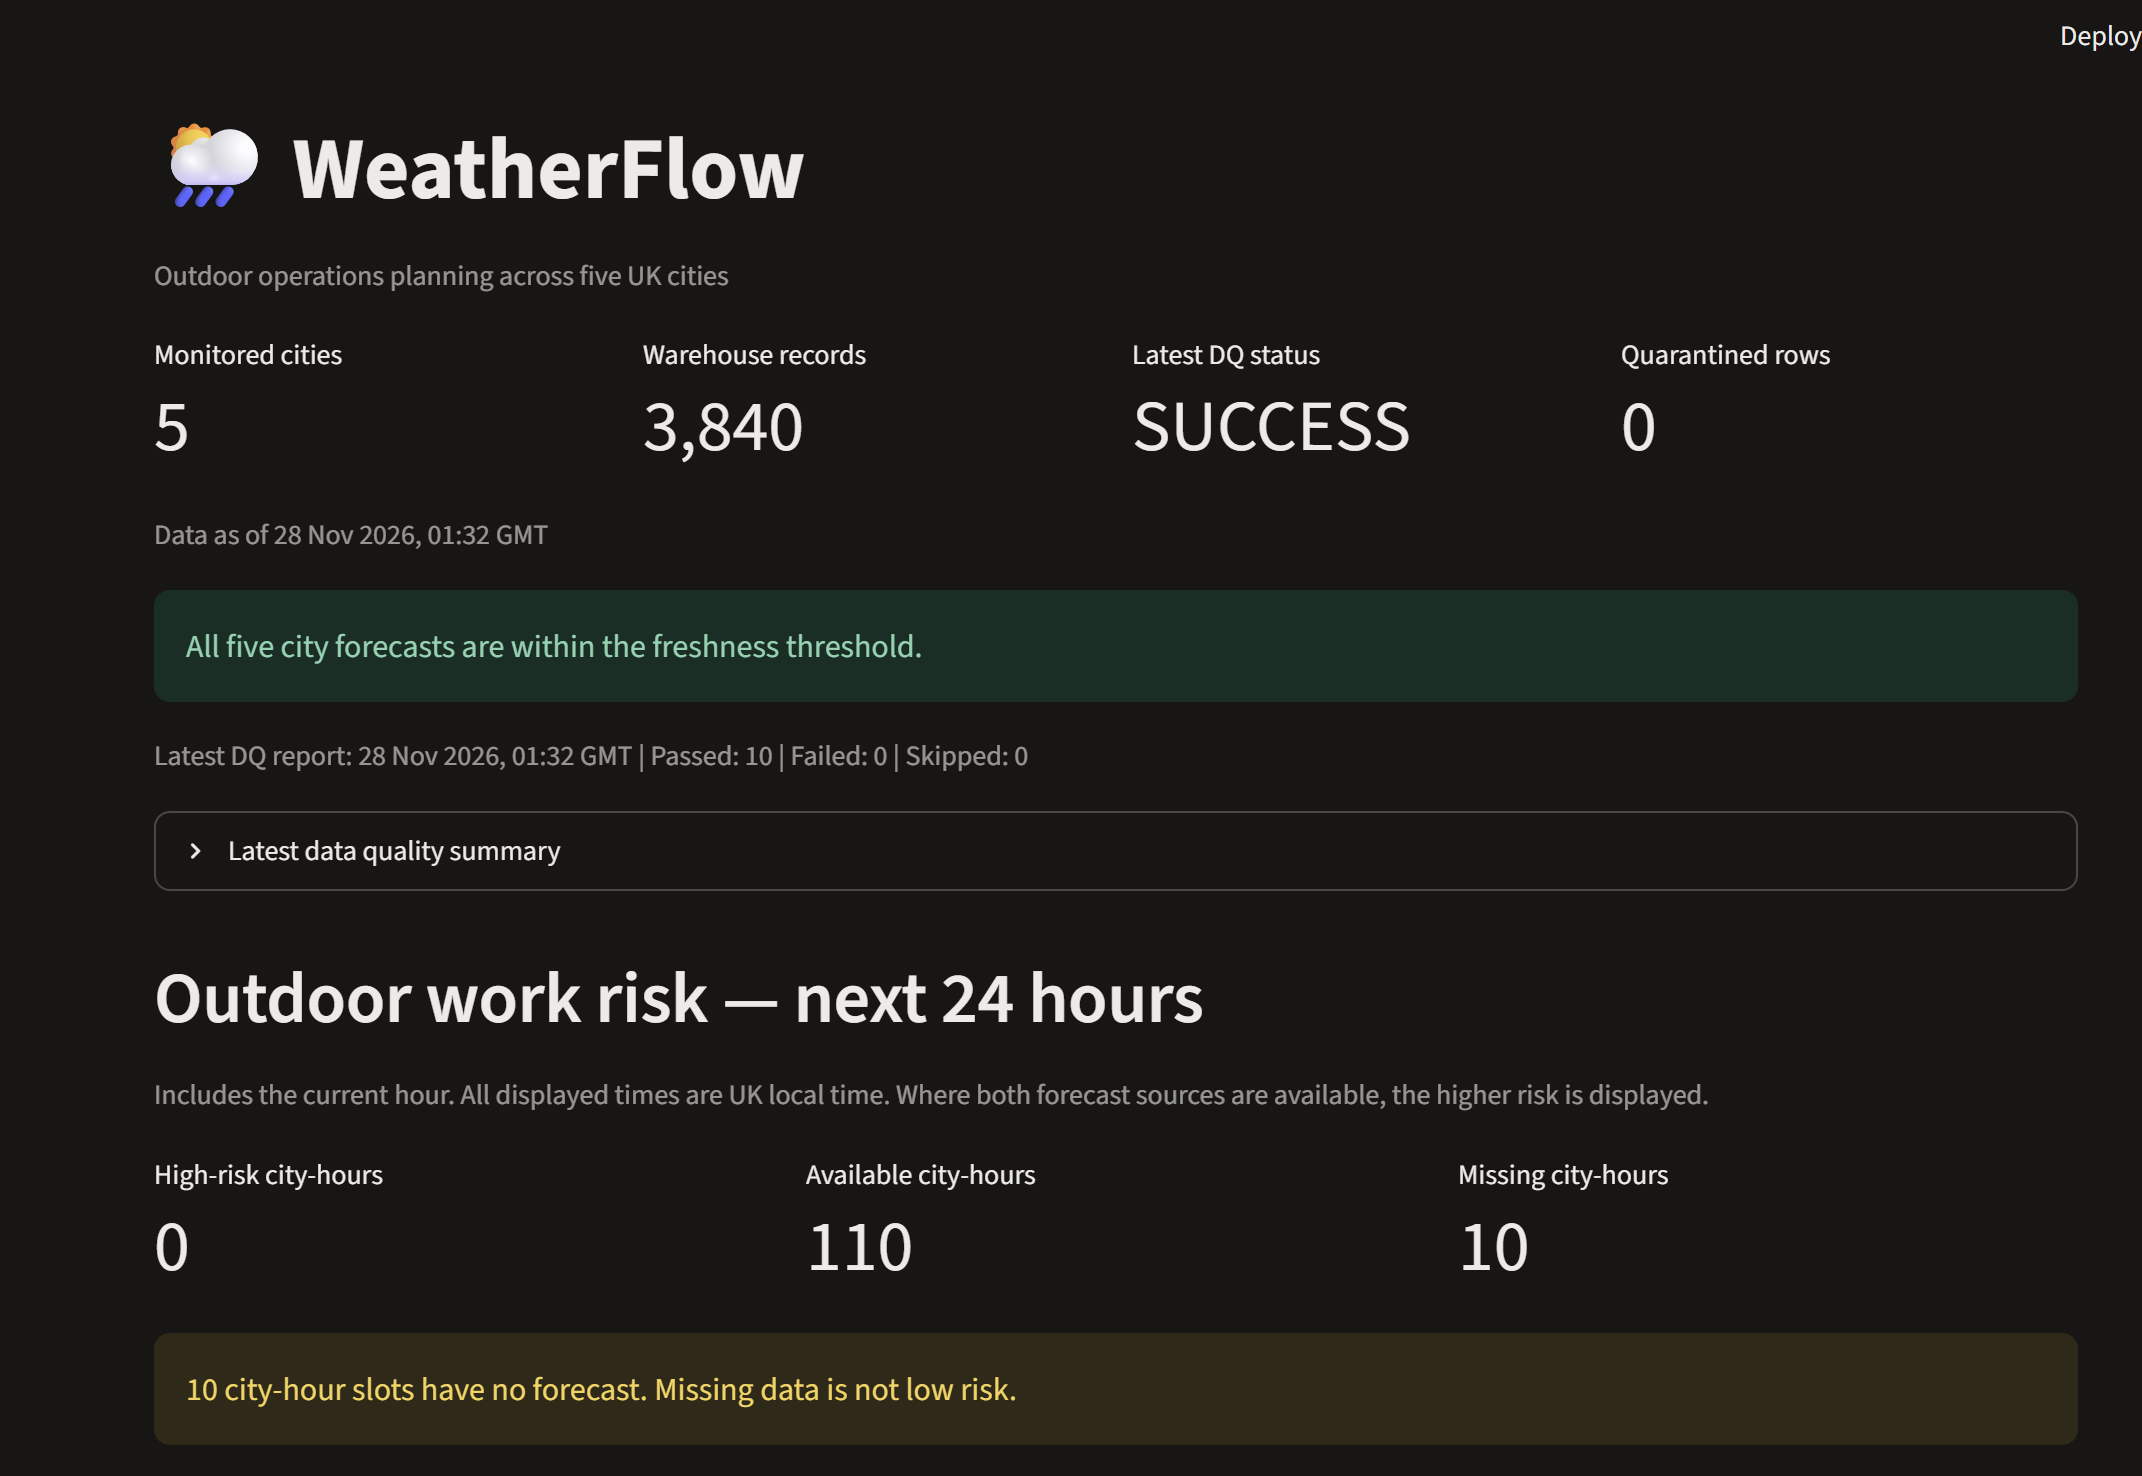 Deploy
WeatherFlow
Outdoor operations planning across five UK cities
Monitored cities
5
Warehouse records
3,840
Latest DQ status
SUCCESS
Quarantined rows
0
Data as of 28 Nov 2026, 01:32 GMT
All five city forecasts are within the freshness threshold.
Latest DQ report: 28 Nov 2026, 01:32 GMT | Passed: 10 | Failed: 0 | Skipped: 0
Latest data quality summary
Outdoor work risk — next 24 hours
Includes the current hour. All displayed times are UK local time. Where both forecast sources are available, the higher risk is displayed.
High-risk city-hours
0
Available city-hours
110
Missing city-hours
10
10 city-hour slots have no forecast. Missing data is not low risk.